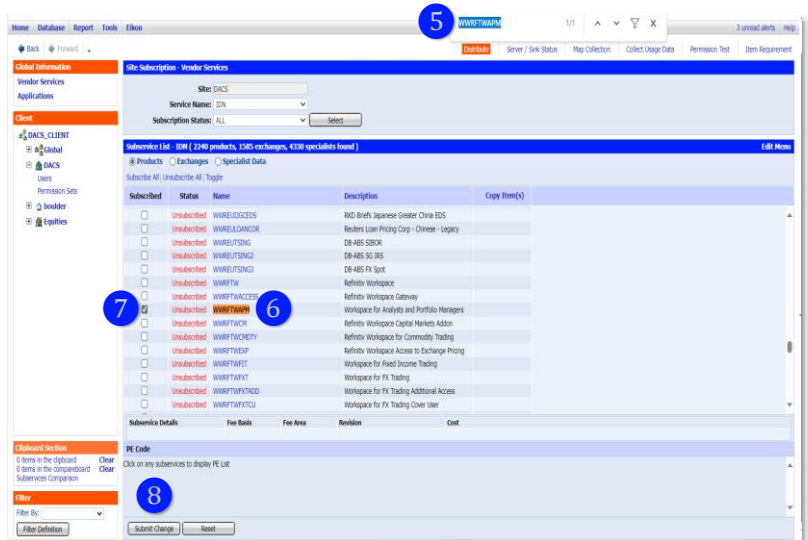 5 WWRFTWAPM 1/1 X
Home Database Report Tools Eikon 3 unread alerts Help
Back Forward Distribute Server / Sink Status Map Collection Collect Usage Data Permission Test Item Requirement
Global Information
Vendor Services
Applications
Client
DACS_CLIENT
Global
DACS
Users
Permission Sets
boulder
Equities
Site Subscription - Vendor Services
Site: DACS
Service Name: IDN
Subscription Status: ALL Select
Subservice List - IDN ( 2240 products, 1585 exchanges, 4330 specialists found ) Edit Menu
Products Exchanges Specialist Data
Subscribe All | Unsubscribe All | Toggle
Subscribed Status Name Description Copy Item(s)
Unsubscribed WWREUDGCEDS RXD Briefs Japanese Greater China EDS
Unsubscribed WWREULOANCOR Reuters Loan Pricing Corp - Chinese - Legacy
Unsubscribed WWREUTSING DB-ABS SIBOR
Unsubscribed WWREUTSING2 DB-ABS SG IRS
Unsubscribed WWREUTSING3 DB-ABS FX Spot
Unsubscribed WWRFTW Refinitiv Workspace
Unsubscribed WWRFTWACCESS Refinitiv Workspace Gateway
7 Unsubscribed WWRFTWAPM 6 Workspace for Analysts and Portfolio Managers
Unsubscribed WWRFTWCM Refinitiv Workspace Capital Markets Addon
Unsubscribed WWRFTWCMDTY Refinitiv Workspace for Commodity Trading
Unsubscribed WWRFTWEXP Refinitiv Workspace Access to Exchange Pricing
Unsubscribed WWRFTWFIT Workspace for Fixed Income Trading
Unsubscribed WWRFTWFXT Workspace for FX Trading
Unsubscribed WWRFTWFXTADD Workspace for FX Trading Additional Access
Unsubscribed WWRFTWFXTCU Workspace for FX Trading Cover User
Subservice Details Fee Basis Fee Area Revision Cost
PE Code
Click on any subservices to display PE List
Clipboard Section
0 items in the clipboard Clear
0 items in the compareboard Clear
Subservices Comparison
Filter
Filter By:
Filter Definition
8
Submit Change Reset